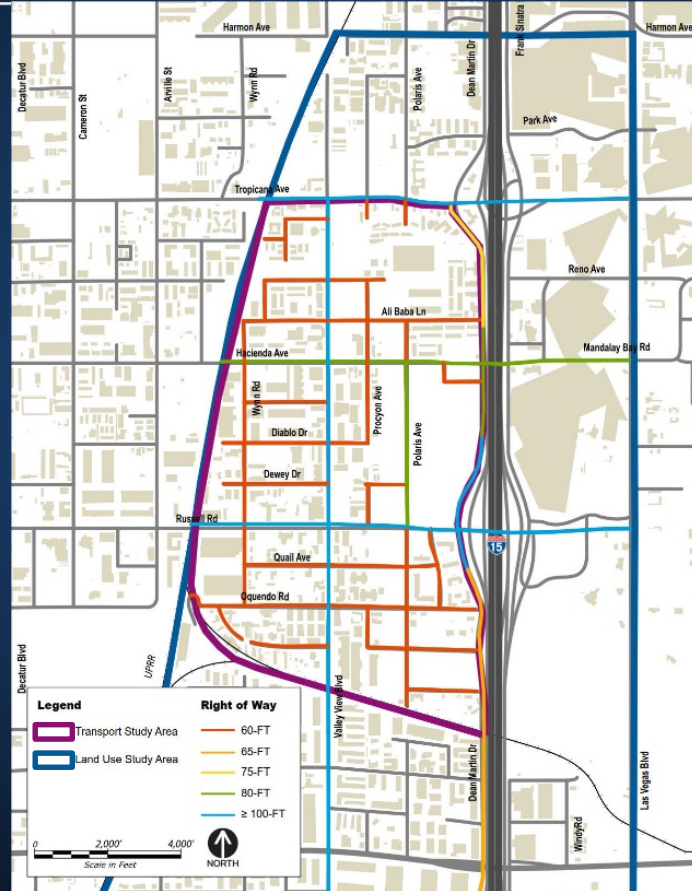 Harmon Ave
Harmon Ave
Frank Sinatra
Dean Martin Dr
Polaris Ave
Decatur Blvd
Cameron St
Arville St
Wynn Rd
Park Ave
Tropicana Ave
Reno Ave
Ali Baba Ln
Hacienda Ave
Mandalay Bay Rd
Wynn Rd
Procyon Ave
Polaris Ave
Diablo Dr
Dewey Dr
Russell Rd
15
Quail Ave
Oquendo Rd
Decatur Blvd
UPRR
Valley View Blvd
Dean Martin Dr
Las Vegas Blvd
WindyRd
Legend
Transport Study Area
Land Use Study Area
Right of Way
60-FT
65-FT
75-FT
80-FT
≥ 100-FT
0 2,000' 4,000'
Scale in Feet
NORTH